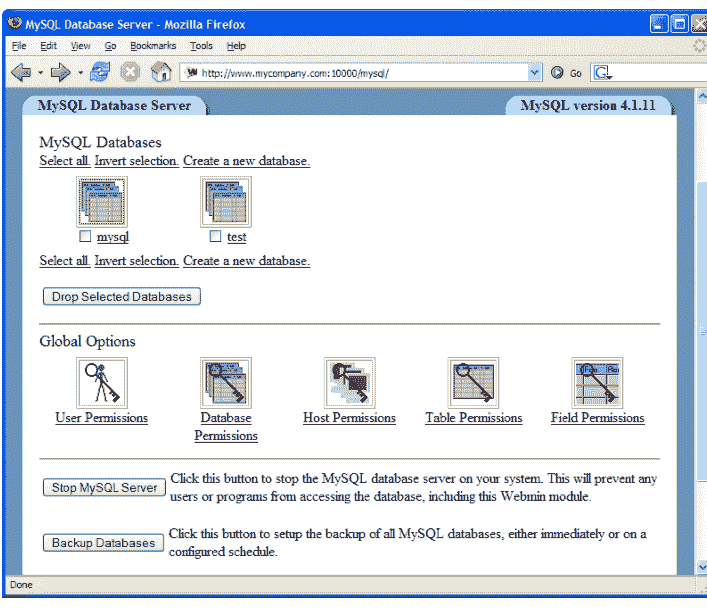 MySQL Database Server - Mozilla Firefox
File Edit View Go Bookmarks Tools Help
http://www.mycompany.com:10000/mysql/ Go G
MySQL Database Server MySQL version 4.1.11
MySQL Databases
Select all. Invert selection. Create a new database.
mysql test
Select all. Invert selection. Create a new database.
Drop Selected Databases
Global Options
User Permissions Database Host Permissions Table Permissions Field Permissions
Permissions
Stop MySQL Server Click this button to stop the MySQL database server on your system. This will prevent any
users or programs from accessing the database, including this Webmin module.
Backup Databases Click this button to setup the backup of all MySQL databases, either immediately or on a
configured schedule.
Done